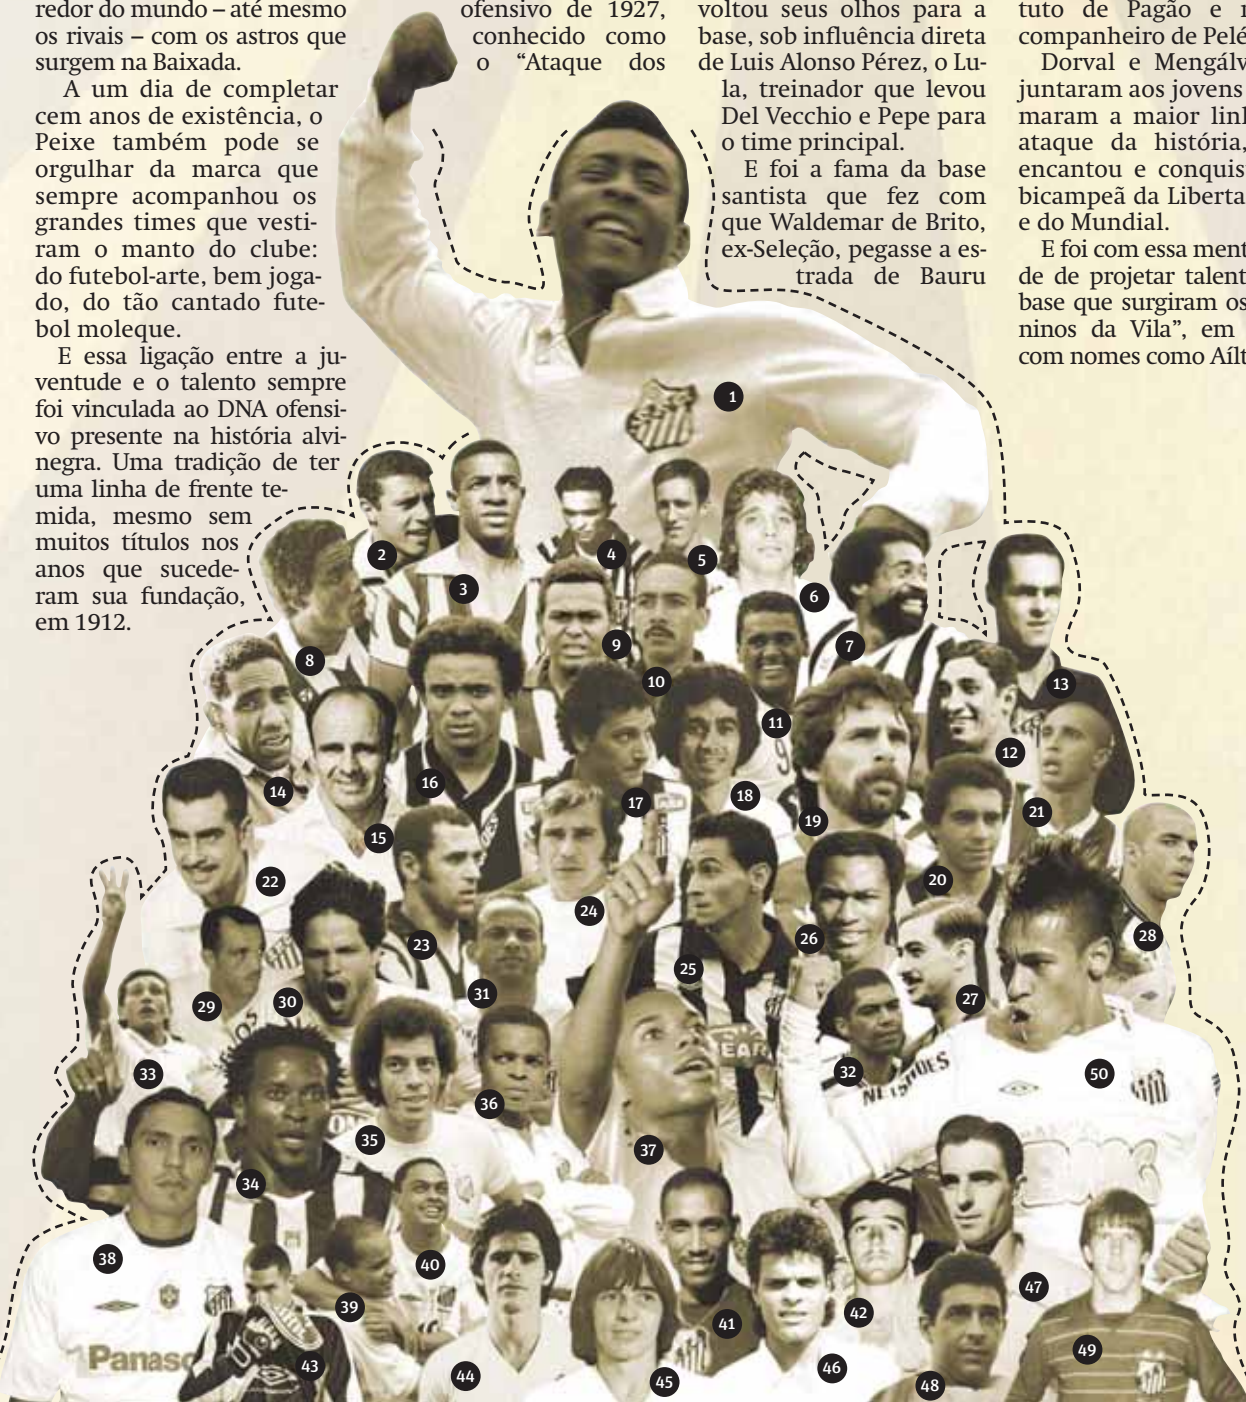 redor do mundo – até mesmo
os rivais – com os astros que
surgem na Baixada.
A um dia de completar
cem anos de existência, o
Peixe também pode se
orgulhar da marca que
sempre acompanhou os
grandes times que vesti-
ram o manto do clube:
do futebol-arte, bem joga-
do, do tão cantado fute-
bol moleque.
E essa ligação entre a ju-
ventude e o talento sempre
foi vinculada ao DNA ofensi-
vo presente na história alvi-
negra. Uma tradição de ter
uma linha de frente te-
mida, mesmo sem
muitos títulos nos
anos que sucede-
ram sua fundação,
em 1912.
ofensivo de 1927,
conhecido como
o “Ataque dos
voltou seus olhos para a
base, sob influência direta
de Luis Alonso Pérez, o Lu-
la, treinador que levou
Del Vecchio e Pepe para
o time principal.
E foi a fama da base
santista que fez com
que Waldemar de Brito,
ex-Seleção, pegasse a es-
trada de Bauru
tuto de Pagão e
companheiro de Pelé
Dorval e Mengálv
juntaram aos jovens
maram a maior linh
ataque da história,
encantou e conquis
bicampeã da Liberta
e do Mundial.
E foi com essa ment
de de projetar talent
base que surgiram os
ninos da Vila”, em
com nomes como Aílt
1
2
3
4
5
6
7
8
9
10
11
12
13
14
15
16
17
18
19
20
21
22
23
24
25
26
27
28
29
30
31
32
33
34
35
36
37
38
39
40
41
42
43
44
45
46
47
48
49
50
Panaso